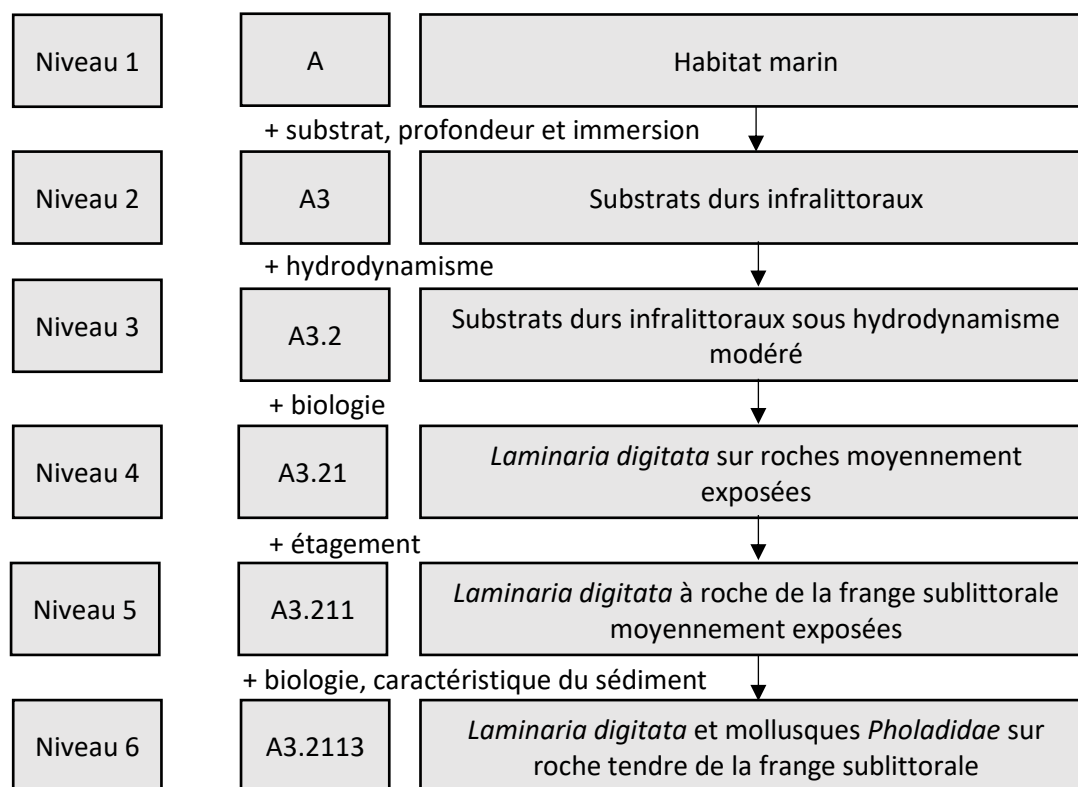 Niveau 1
A
Habitat marin
+ substrat, profondeur et immersion
Niveau 2
A3
Substrats durs infralittoraux
+ hydrodynamisme
Niveau 3
A3.2
Substrats durs infralittoraux sous hydrodynamisme
modéré
+ biologie
Niveau 4
A3.21
Laminaria digitata sur roches moyennement
exposées
+ étagement
Niveau 5
A3.211
Laminaria digitata à roche de la frange sublittorale
moyennement exposées
+ biologie, caractéristique du sédiment
Niveau 6
A3.2113
Laminaria digitata et mollusques Pholadidae sur
roche tendre de la frange sublittorale